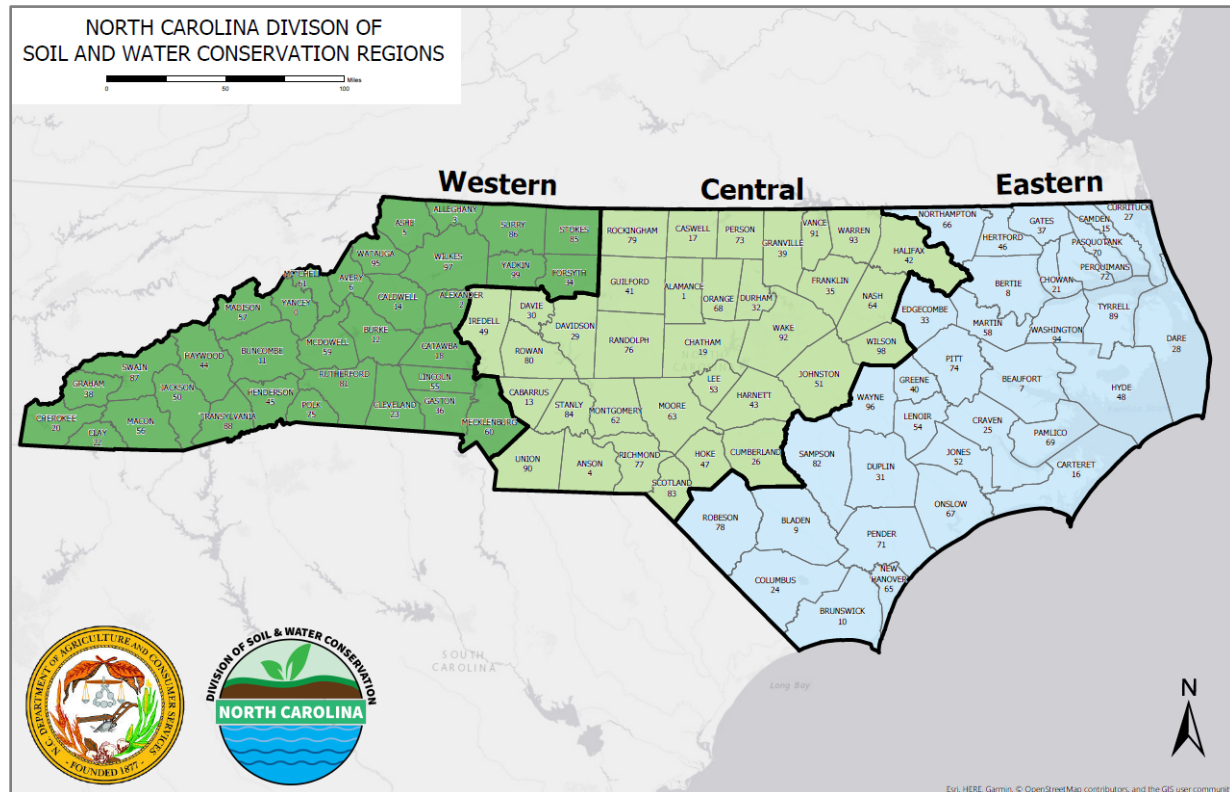 NORTH CAROLINA DIVISON OF
SOIL AND WATER CONSERVATION REGIONS
Miles
0 50 100
Western
Central
Eastern
ALLEGHANY
3
ASHE
5
SURRY
86
STOKES
85
WATAUGA
95
WILKES
97
YADKIN
99
FORSYTH
34
MITCHELL
61
AVERY
6
CALDWELL
14
ALEXANDER
MADISON
57
YANCEY
BURKE
12
MCDOWELL
59
CATAWBA
18
HAYWOOD
44
BUNCOMBE
11
SWAIN
87
RUTHERFORD
81
LINCOLN
55
GRAHAM
38
JACKSON
50
HENDERSON
45
POLK
75
CLEVELAND
23
GASTON
36
CHEROKEE
20
MACON
56
TRANSYLVANIA
88
CLAY
22
MECKLENBURG
60
ROCKINGHAM
79
CASWELL
17
PERSON
73
GRANVILLE
39
VANCE
91
WARREN
93
HALIFAX
42
GUILFORD
41
ALAMANCE
1
ORANGE
68
DURHAM
32
FRANKLIN
35
NASH
64
IREDELL
49
DAVIE
30
DAVIDSON
29
ROWAN
80
RANDOLPH
76
CHATHAM
19
WAKE
92
WILSON
98
JOHNSTON
51
CABARRUS
13
STANLY
84
MONTGOMERY
62
MOORE
63
LEE
53
HARNETT
43
UNION
90
ANSON
4
RICHMOND
77
HOKE
47
CUMBERLAND
26
SCOTLAND
83
NORTHAMPTON
66
HERTFORD
46
GATES
37
CAMDEN
15
CURRITUCK
27
PASQUOTANK
70
PERQUIMANS
72
BERTIE
8
CHOWAN
21
EDGECOMBE
33
MARTIN
58
WASHINGTON
94
TYRRELL
89
DARE
28
PITT
74
BEAUFORT
7
HYDE
48
GREENE
40
WAYNE
96
LENOIR
54
CRAVEN
25
PAMLICO
69
JONES
52
CARTERET
16
SAMPSON
82
DUPLIN
31
ONSLOW
67
ROBESON
78
BLADEN
9
PENDER
71
COLUMBUS
24
NEW
HANOVER
65
BRUNSWICK
10
SOUTH
CAROLINA
Long Bay
N.C. DEPARTMENT OF AGRICULTURE AND CONSUMER SERVICES
- FOUNDED 1877 -
DIVISION OF SOIL & WATER CONSERVATION
NORTH CAROLINA
N
Esri, HERE, Garmin, © OpenStreetMap contributors, and the GIS user communit